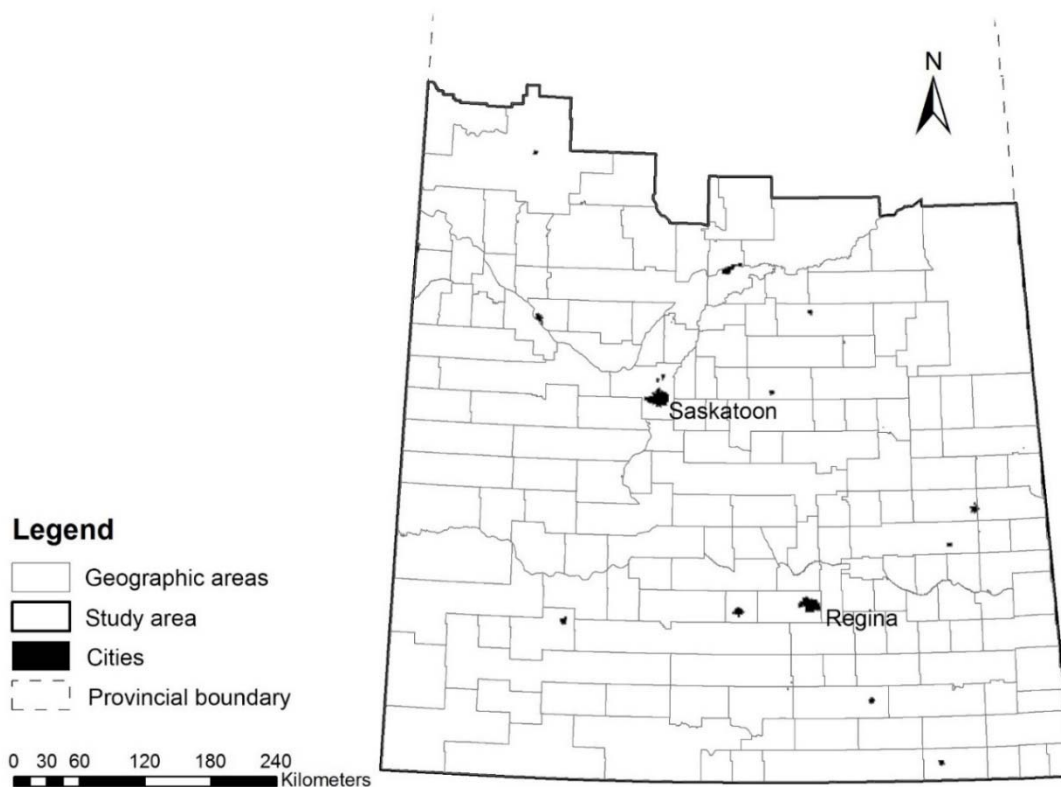 N
Saskatoon
Regina
Legend
Geographic areas
Study area
Cities
Provincial boundary
0 30 60 120 180 240
Kilometers